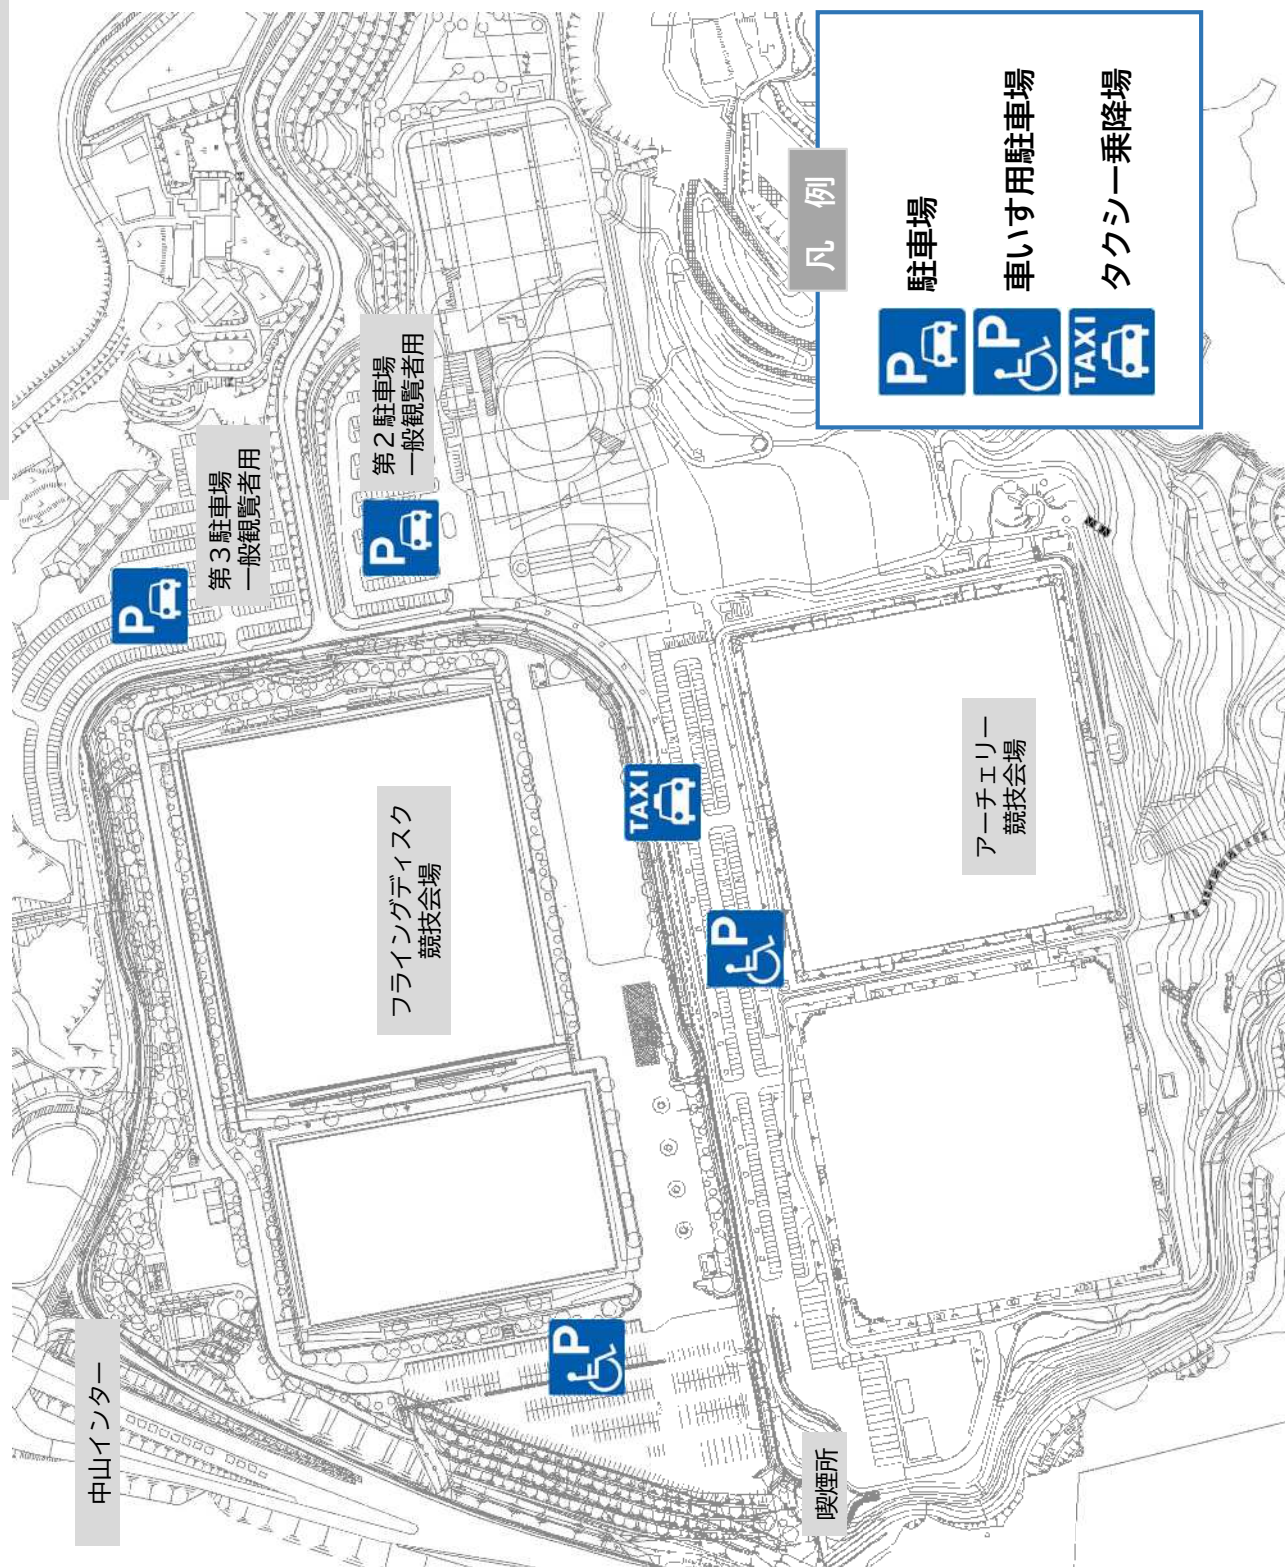 凡 例
P
駐車場
P
車いす用駐車場
TAXI
タクシー乗降場
第2駐車場
一般観覧者用
P
第3駐車場
一般観覧者用
P
TAXI
P
アーチェリー
競技会場
フライングディスク
競技会場
P
中山インター
喫煙所